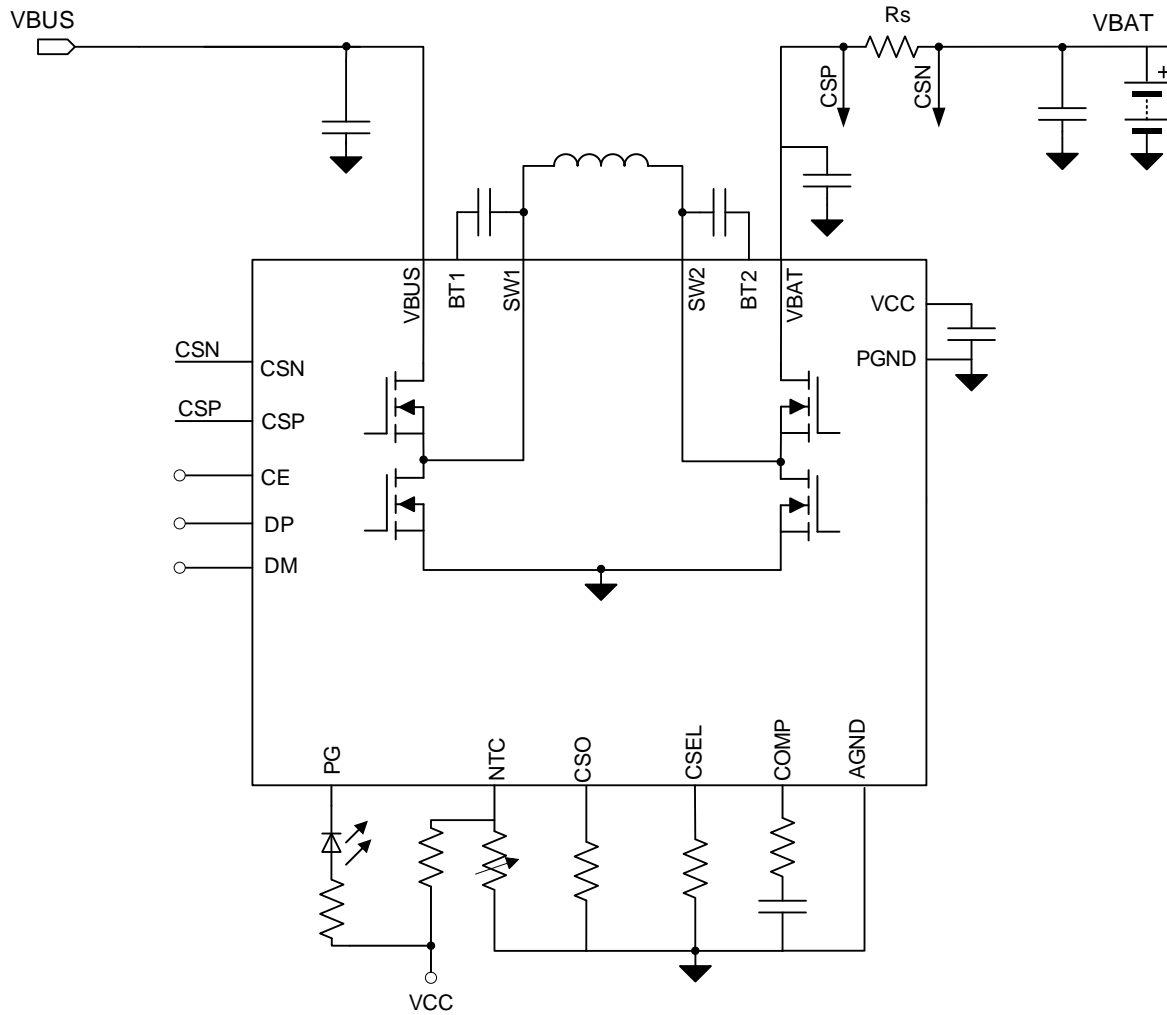 VBUS
Rs
VBAT
CSP
CSN
+
VBUS
BT1
SW1
SW2
BT2
VBAT
VCC
PGND
CSN
CSN
CSP
CSP
CE
DP
DM
PG
NTC
CSO
CSEL
COMP
AGND
VCC